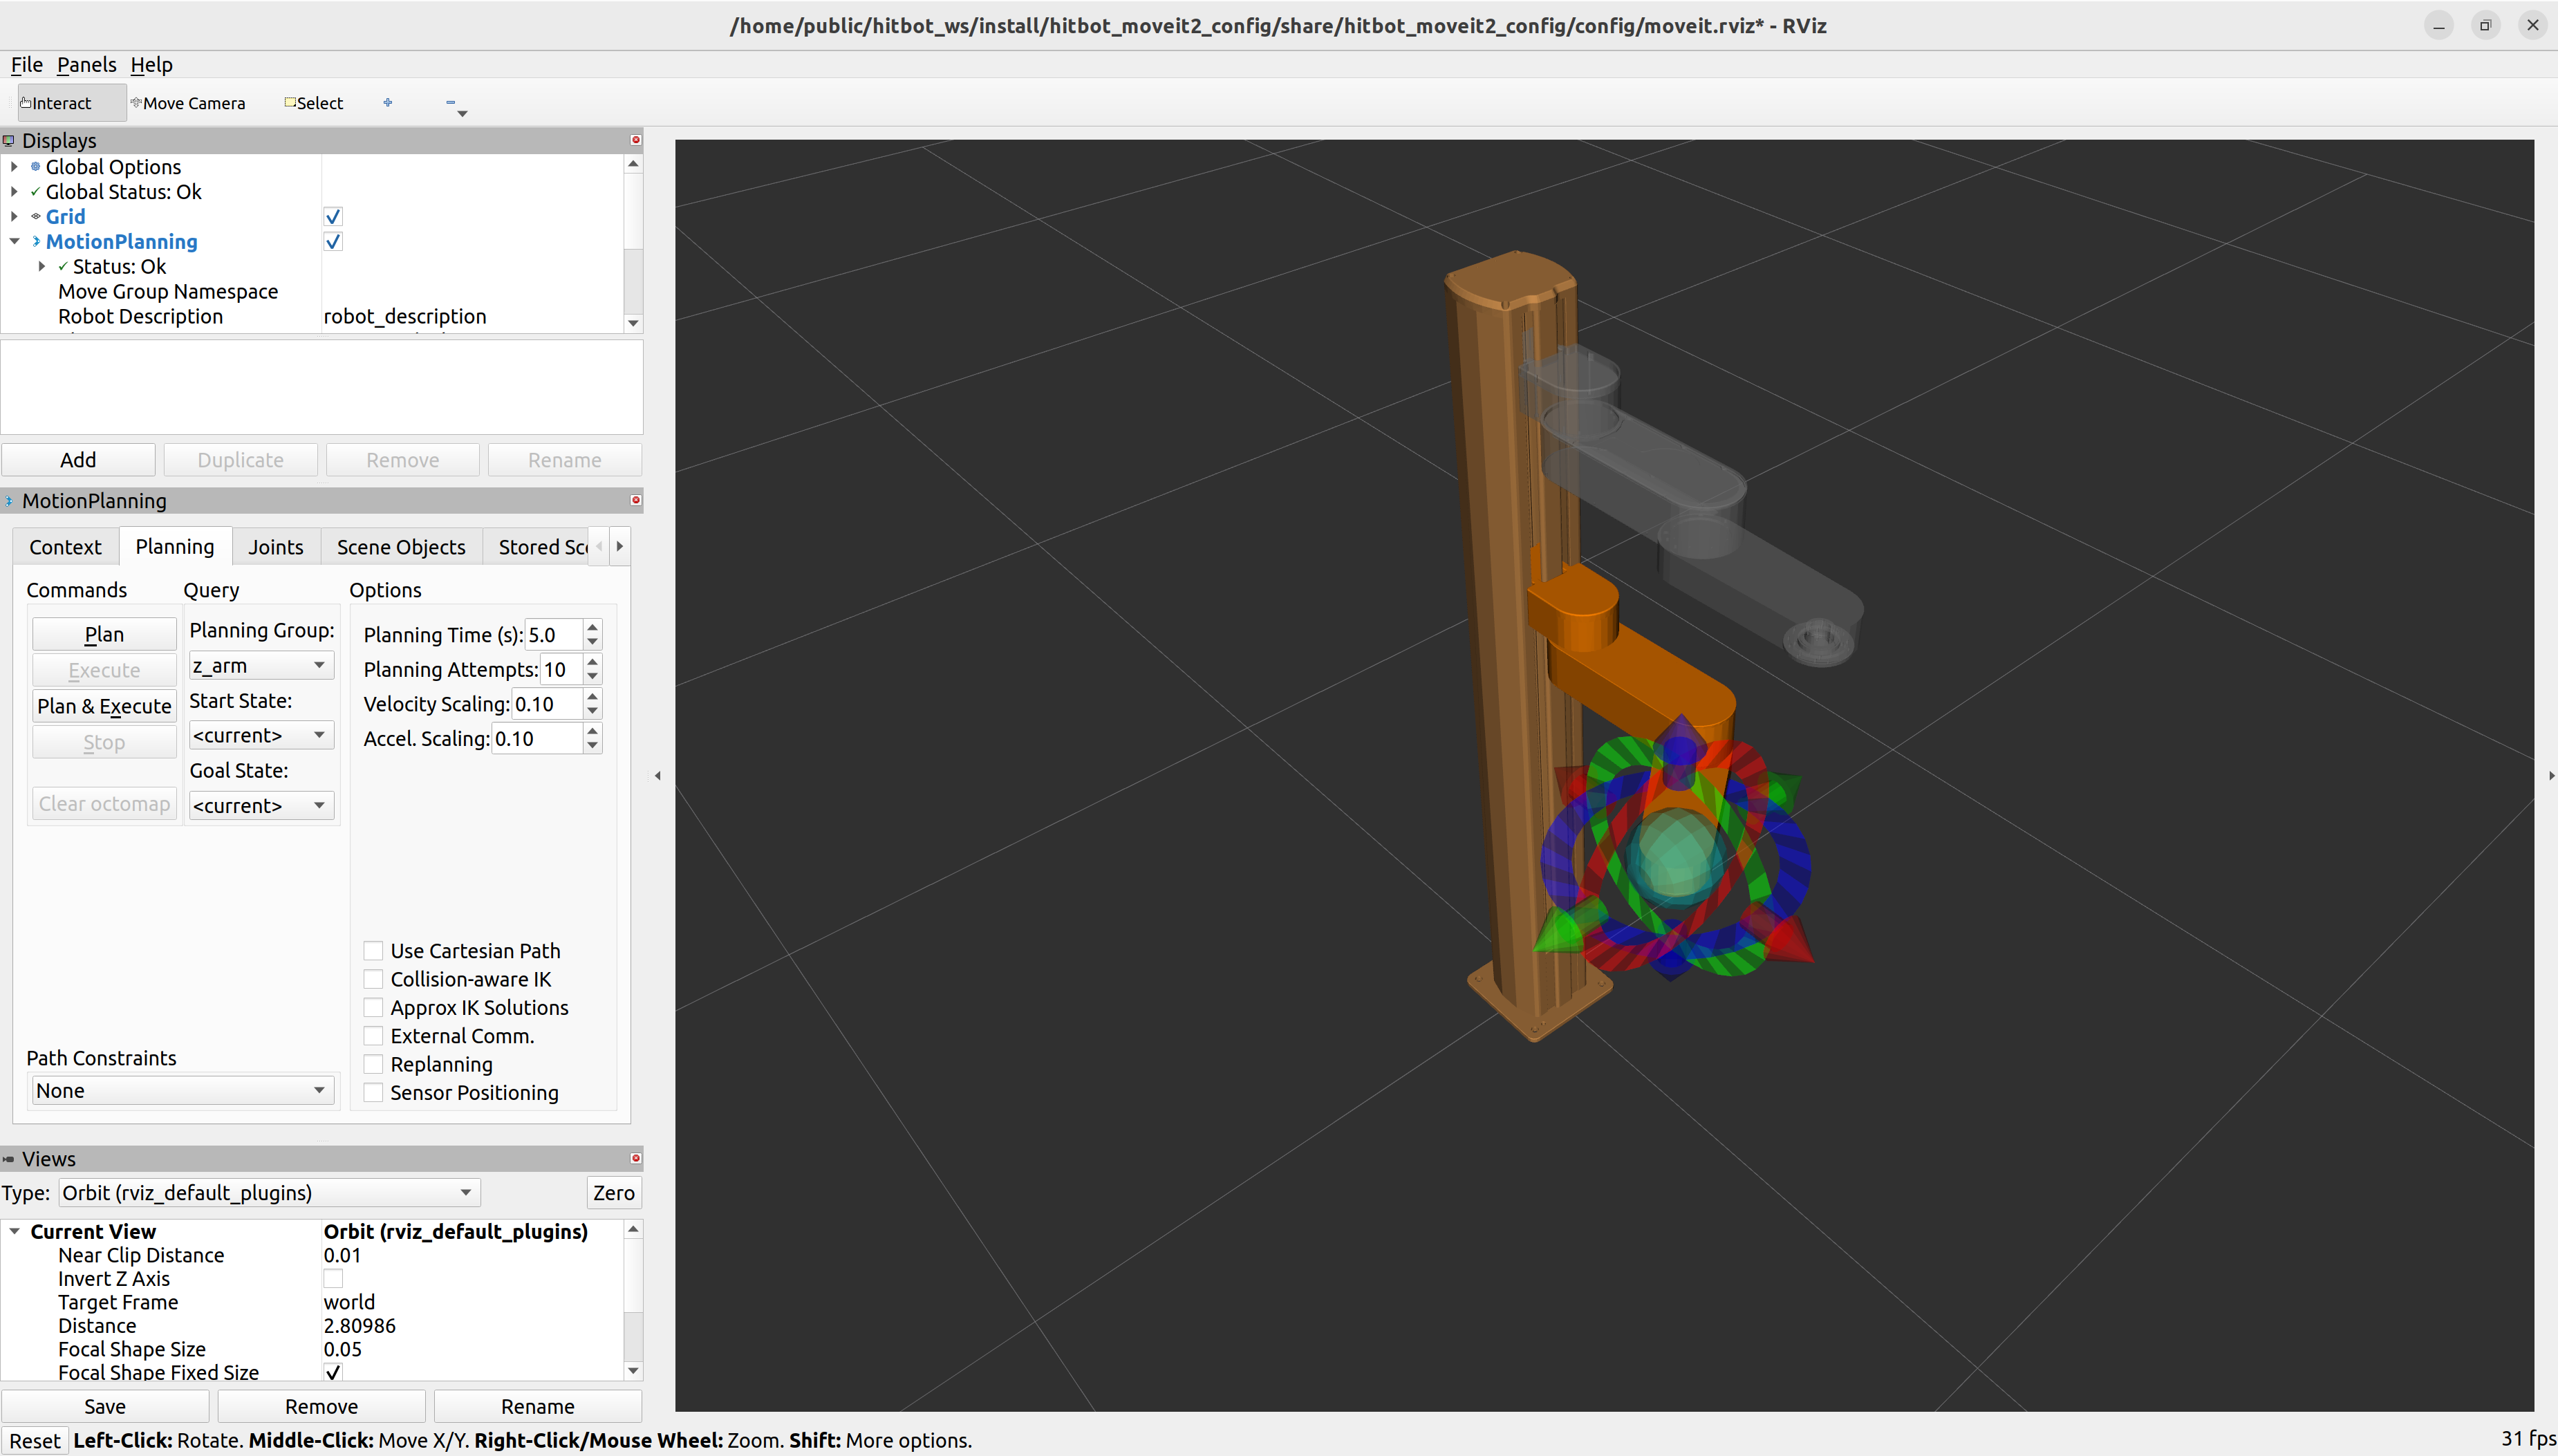 /home/public/hitbot_ws/install/hitbot_moveit2_config/share/hitbot_moveit2_config/config/moveit.rviz* - RViz
File Panels Help
Interact Move Camera Select
Displays
Global Options
Global Status: Ok
Grid
MotionPlanning
Status: Ok
Move Group Namespace
Robot Description robot_description
Add Duplicate Remove Rename
MotionPlanning
Context Planning Joints Scene Objects Stored Sc
Commands Query Options
Plan Planning Group: Planning Time (s): 5.0
Execute z_arm Planning Attempts: 10
Plan & Execute Start State: Velocity Scaling: 0.10
Stop <current> Accel. Scaling: 0.10
Goal State:
Clear octomap <current>
Use Cartesian Path
Collision-aware IK
Approx IK Solutions
External Comm.
Path Constraints Replanning
None Sensor Positioning
Views
Type: Orbit (rviz_default_plugins) Zero
Current View Orbit (rviz_default_plugins)
Near Clip Distance 0.01
Invert Z Axis
Target Frame world
Distance 2.80986
Focal Shape Size 0.05
Focal Shape Fixed Size
Save Remove Rename
Reset Left-Click: Rotate. Middle-Click: Move X/Y. Right-Click/Mouse Wheel: Zoom. Shift: More options. 31 fps